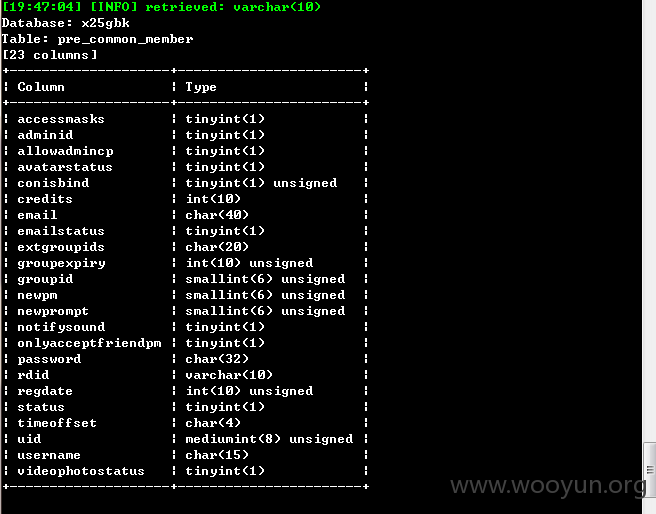 [19:47:04] [INFO] retrieved: varchar(10)
Database: x25gbk
Table: pre_common_member
[23 columns]
+--------------------+-----------------------+
¦ Column             ¦ Type                  ¦
+--------------------+-----------------------+
¦ accessmasks        ¦ tinyint(1)            ¦
¦ adminid            ¦ tinyint(1)            ¦
¦ allowadmincp       ¦ tinyint(1)            ¦
¦ avatarstatus       ¦ tinyint(1)            ¦
¦ conisbind          ¦ tinyint(1) unsigned   ¦
¦ credits            ¦ int(10)               ¦
¦ email              ¦ char(40)              ¦
¦ emailstatus        ¦ tinyint(1)            ¦
¦ extgroupids        ¦ char(20)              ¦
¦ groupexpiry        ¦ int(10) unsigned      ¦
¦ groupid            ¦ smallint(6) unsigned  ¦
¦ newpm              ¦ smallint(6) unsigned  ¦
¦ newprompt          ¦ smallint(6) unsigned  ¦
¦ notifysound        ¦ tinyint(1)            ¦
¦ onlyacceptfriendpm ¦ tinyint(1)            ¦
¦ password           ¦ char(32)              ¦
¦ rdid               ¦ varchar(10)           ¦
¦ regdate            ¦ int(10) unsigned      ¦
¦ status             ¦ tinyint(1)            ¦
¦ timeoffset         ¦ char(4)               ¦
¦ uid                ¦ mediumint(8) unsigned ¦
¦ username           ¦ char(15)              ¦
¦ videophotostatus   ¦ tinyint(1)            ¦
+--------------------+-----------------------+
www.wooyun.org